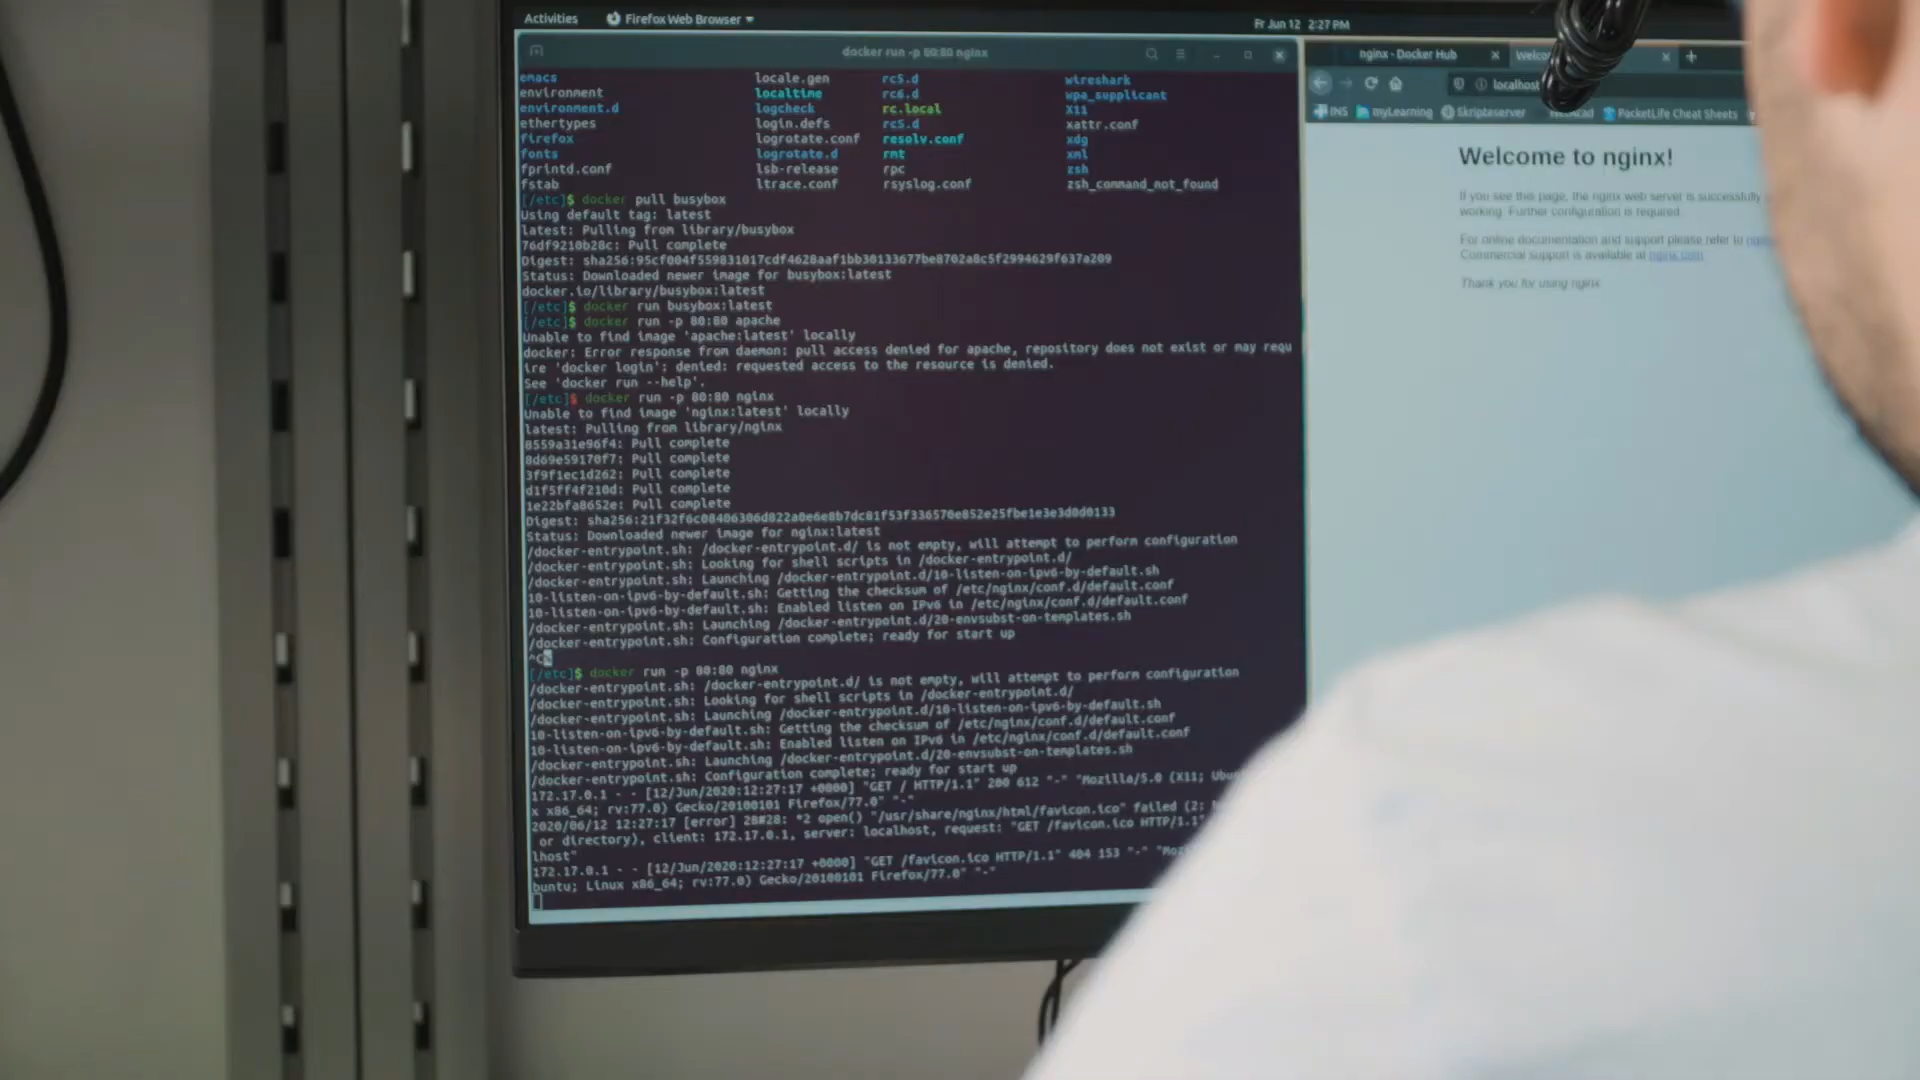 Activities Firefox Web Browser Fr Jun 12 2:27 PM
docker run -p 80:80 nginx
emacs locale.gen rc5.d wireshark
environment localtime rc6.d wpa_supplicant
environment.d logcheck rc.local X11
ethertypes login.defs rc5.d xattr.conf
firefox logrotate.conf resolv.conf xdg
fonts logrotate.d rmt xml
fprintd.conf lsb-release rpc zsh
fstab ltrace.conf rsyslog.conf zsh_command_not_found
[/etc]$ docker pull busybox
Using default tag: latest
latest: Pulling from library/busybox
76df9210b28c: Pull complete
Digest: sha256:95cf004f559831017cdf4628aaf1bb30133677be8702a8c5f2994629f637a209
Status: Downloaded newer image for busybox:latest
docker.io/library/busybox:latest
[/etc]$ docker run busybox:latest
[/etc]$ docker run -p 80:80 apache
Unable to find image 'apache:latest' locally
docker: Error response from daemon: pull access denied for apache, repository does not exist or may requ
ire 'docker login': denied: requested access to the resource is denied.
See 'docker run --help'.
[/etc]$ docker run -p 80:80 nginx
Unable to find image 'nginx:latest' locally
latest: Pulling from library/nginx
8559a31e96f4: Pull complete
8d69e59170f7: Pull complete
3f9f1ec1d262: Pull complete
d1f5ff4f210d: Pull complete
1e22bfa8652e: Pull complete
Digest: sha256:21f32f6c08406306d822a0e6e8b7dc81f53f336570e852e25fbe1e3e3d0d0133
Status: Downloaded newer image for nginx:latest
/docker-entrypoint.sh: /docker-entrypoint.d/ is not empty, will attempt to perform configuration
/docker-entrypoint.sh: Looking for shell scripts in /docker-entrypoint.d/
/docker-entrypoint.sh: Launching /docker-entrypoint.d/10-listen-on-ipv6-by-default.sh
10-listen-on-ipv6-by-default.sh: Getting the checksum of /etc/nginx/conf.d/default.conf
10-listen-on-ipv6-by-default.sh: Enabled listen on IPv6 in /etc/nginx/conf.d/default.conf
/docker-entrypoint.sh: Launching /docker-entrypoint.d/20-envsubst-on-templates.sh
/docker-entrypoint.sh: Configuration complete; ready for start up
^C%
[/etc]$ docker run -p 80:80 nginx
/docker-entrypoint.sh: /docker-entrypoint.d/ is not empty, will attempt to perform configuration
/docker-entrypoint.sh: Looking for shell scripts in /docker-entrypoint.d/
/docker-entrypoint.sh: Launching /docker-entrypoint.d/10-listen-on-ipv6-by-default.sh
10-listen-on-ipv6-by-default.sh: Getting the checksum of /etc/nginx/conf.d/default.conf
10-listen-on-ipv6-by-default.sh: Enabled listen on IPv6 in /etc/nginx/conf.d/default.conf
/docker-entrypoint.sh: Launching /docker-entrypoint.d/20-envsubst-on-templates.sh
/docker-entrypoint.sh: Configuration complete; ready for start up
172.17.0.1 - - [12/Jun/2020:12:27:17 +0000] "GET / HTTP/1.1" 200 612 "-" "Mozilla/5.0 (X11; Ubu
x x86_64; rv:77.0) Gecko/20100101 Firefox/77.0" "-"
2020/06/12 12:27:17 [error] 28#28: *2 open() "/usr/share/nginx/html/favicon.ico" failed (2:
or directory), client: 172.17.0.1, server: localhost, request: "GET /favicon.ico HTTP/1.1"
lhost"
172.17.0.1 - - [12/Jun/2020:12:27:17 +0000] "GET /favicon.ico HTTP/1.1" 404 153 "-" "Moz
buntu; Linux x86_64; rv:77.0) Gecko/20100101 Firefox/77.0" "-"
nginx - Docker Hub Welco
localhost
INS myLearning Skripteserver PacketLife Cheat Sheets
Welcome to nginx!
If you see this page, the nginx web server is successfully
working. Further configuration is required.
For online documentation and support please refer to
Commercial support is available at nginx.com.
Thank you for using nginx.